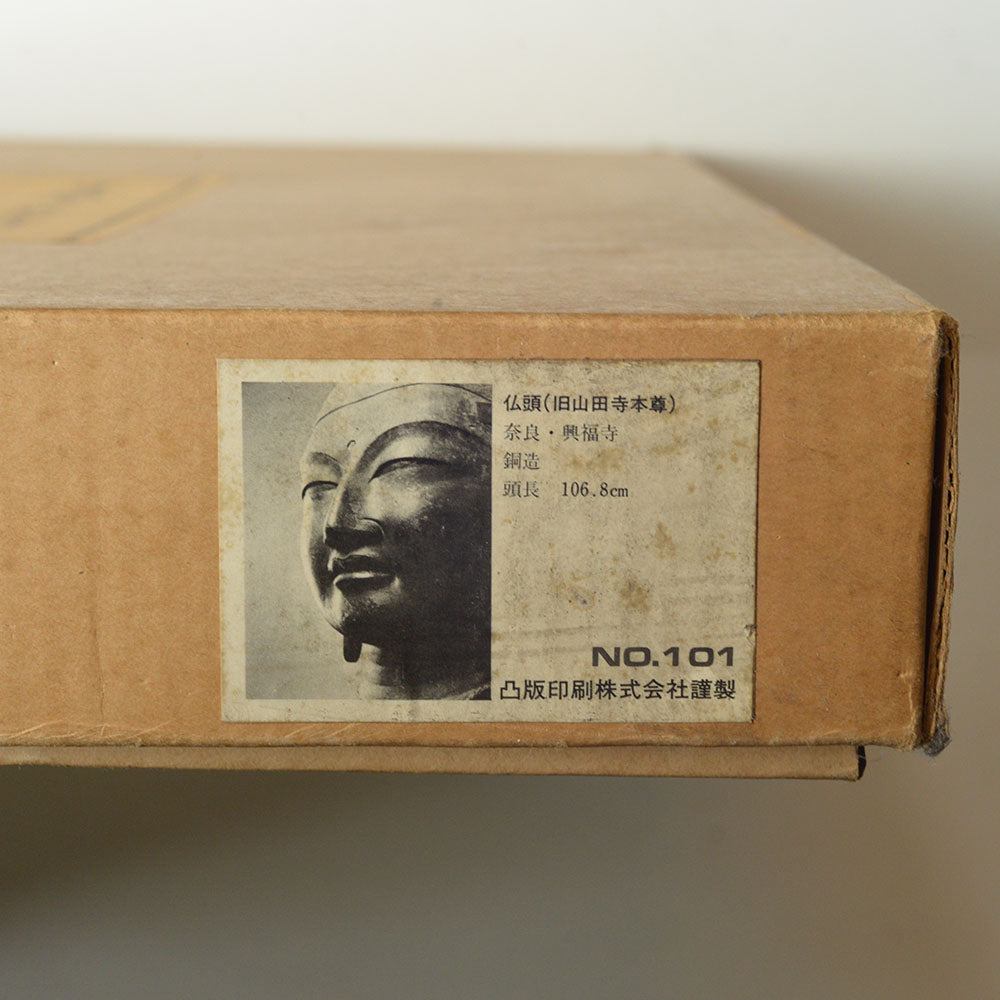 仏頭(旧山田寺本尊)
奈良・興福寺
銅造
頭長 106.8cm
NO.101
凸版印刷株式会社謹製